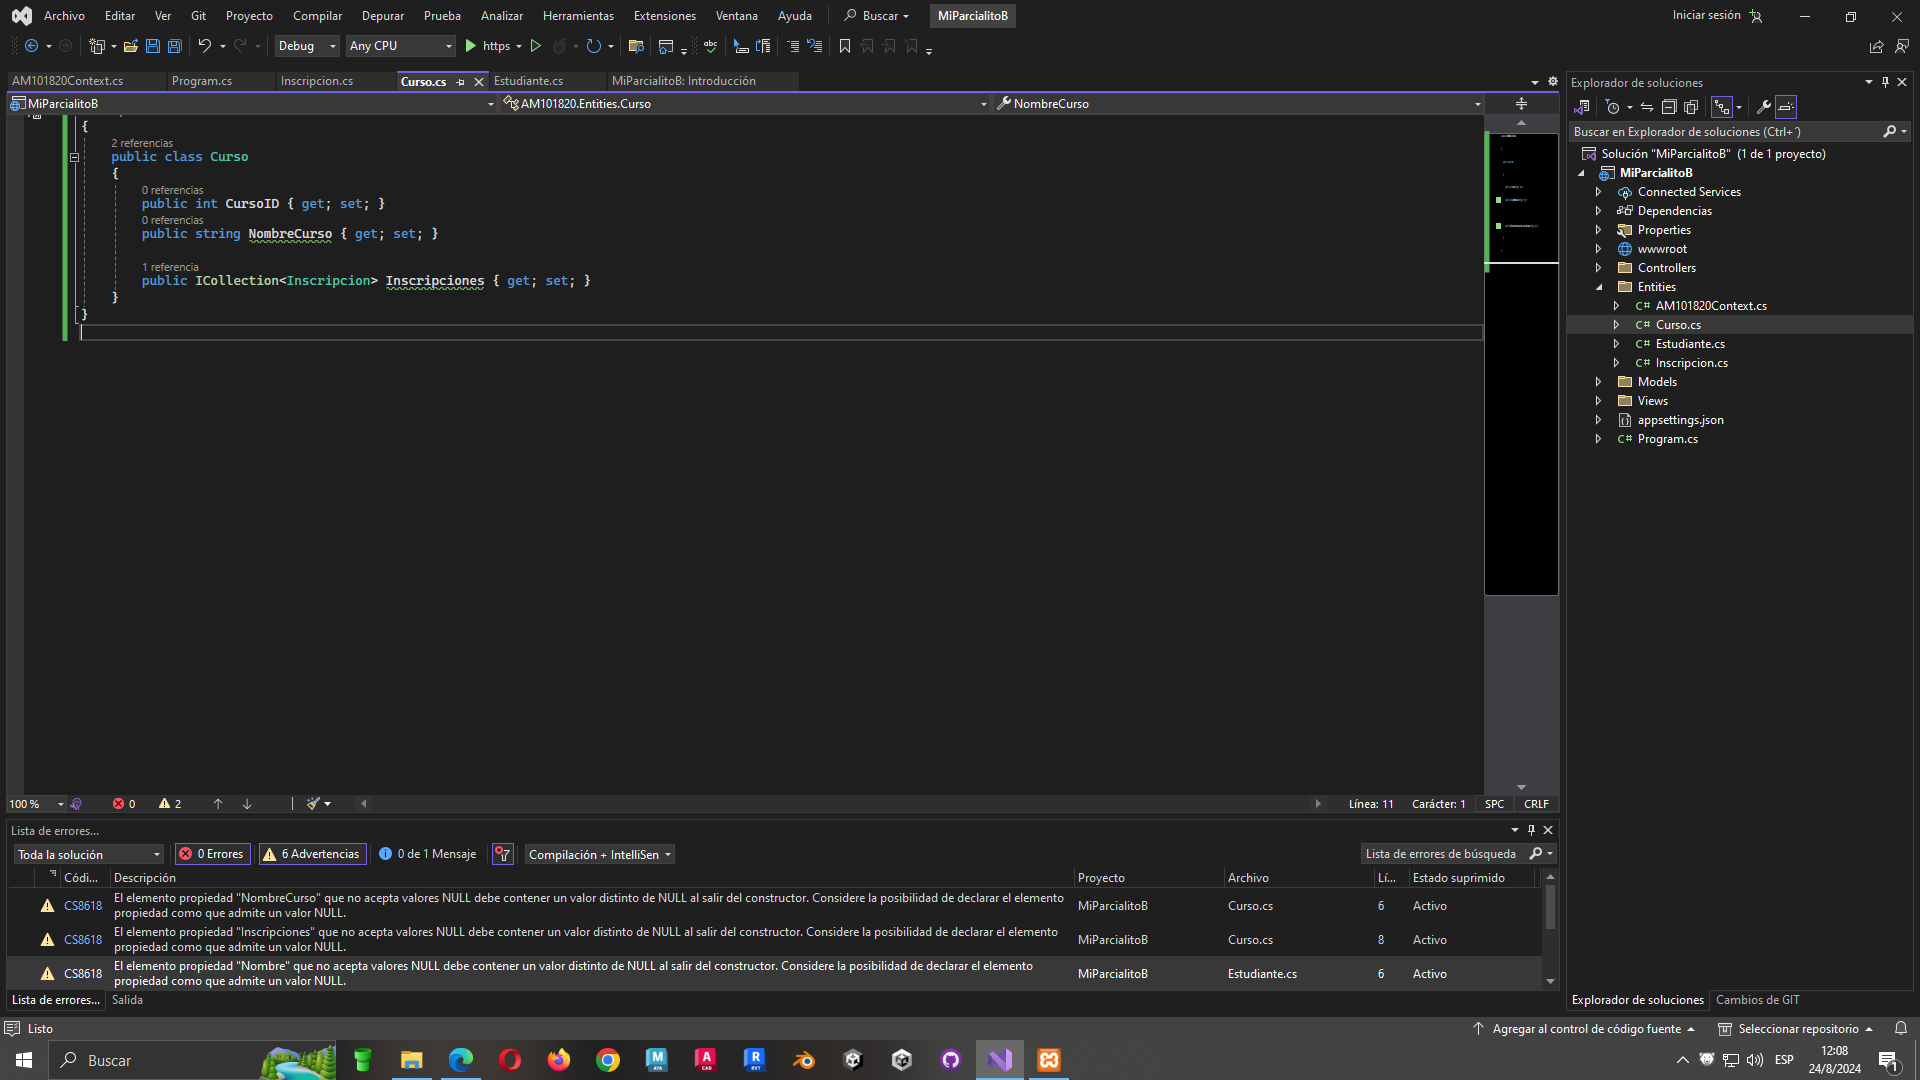 Archivo Editar Ver Git Proyecto Compilar Depurar Prueba Analizar Herramientas Extensiones Ventana Ayuda Buscar MiParcialitoB Iniciar sesión
Debug Any CPU https
AM101820Context.cs Program.cs Inscripcion.cs Curso.cs Estudiante.cs MiParcialitoB: Introducción
MiParcialitoB AM101820.Entities.Curso NombreCurso
{
2 referencias
public class Curso
{
0 referencias
public int CursoID { get; set; }
0 referencias
public string NombreCurso { get; set; }
1 referencia
public ICollection<Inscripcion> Inscripciones { get; set; }
}
}
100 % 0 2 Línea: 11 Carácter: 1 SPC CRLF
Explorador de soluciones
Buscar en Explorador de soluciones (Ctrl+´)
Solución "MiParcialitoB" (1 de 1 proyecto)
MiParcialitoB
Connected Services
Dependencias
Properties
wwwroot
Controllers
Entities
C# AM101820Context.cs
C# Curso.cs
C# Estudiante.cs
C# Inscripcion.cs
Models
Views
appsettings.json
C# Program.cs
Lista de errores...
Toda la solución 0 Errores 6 Advertencias 0 de 1 Mensaje Compilación + IntelliSen Lista de errores de búsqueda
Códi... Descripción Proyecto Archivo Lí... Estado suprimido
CS8618 El elemento propiedad "NombreCurso" que no acepta valores NULL debe contener un valor distinto de NULL al salir del constructor. Considere la posibilidad de declarar el elemento
propiedad como que admite un valor NULL. MiParcialitoB Curso.cs 6 Activo
CS8618 El elemento propiedad "Inscripciones" que no acepta valores NULL debe contener un valor distinto de NULL al salir del constructor. Considere la posibilidad de declarar el elemento
propiedad como que admite un valor NULL. MiParcialitoB Curso.cs 8 Activo
CS8618 El elemento propiedad "Nombre" que no acepta valores NULL debe contener un valor distinto de NULL al salir del constructor. Considere la posibilidad de declarar el elemento
propiedad como que admite un valor NULL. MiParcialitoB Estudiante.cs 6 Activo
Lista de errores... Salida
Explorador de soluciones Cambios de GIT
Listo Agregar al control de código fuente Seleccionar repositorio
Buscar
ESP
12:08
24/8/2024
1